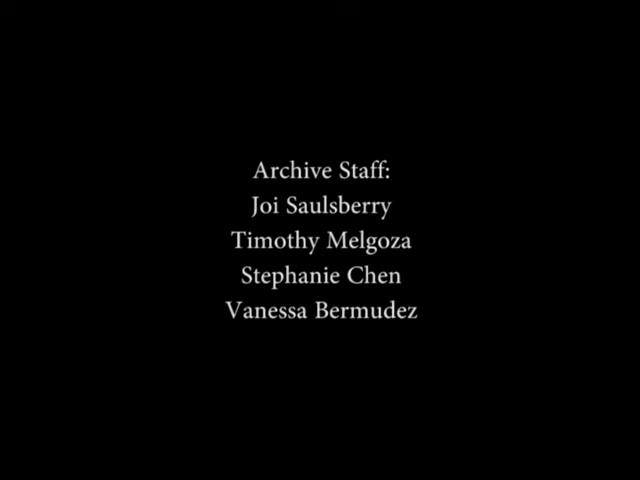 Archive Staff:
Joi Saulsberry
Timothy Melgoza
Stephanie Chen
Vanessa Bermudez